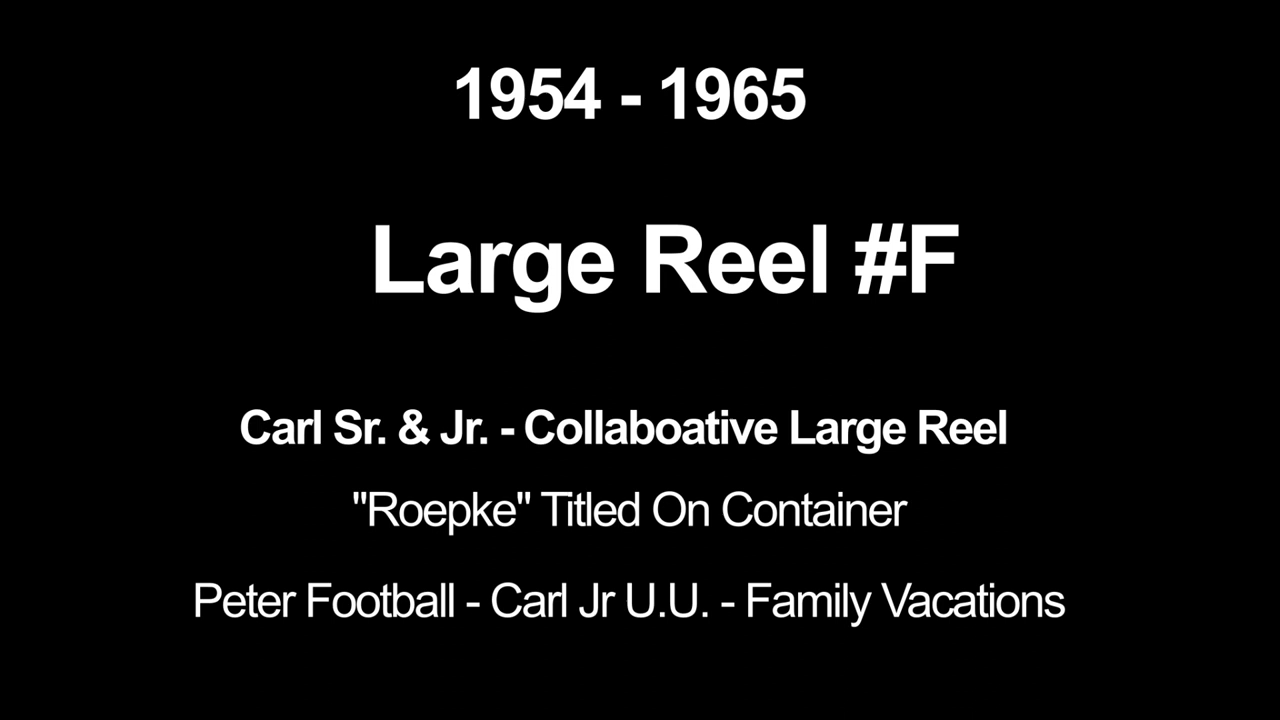 1954 - 1965
Large Reel #F
Carl Sr. & Jr. - Collaboative Large Reel
"Roepke" Titled On Container
Peter Football - Carl Jr U.U. - Family Vacations